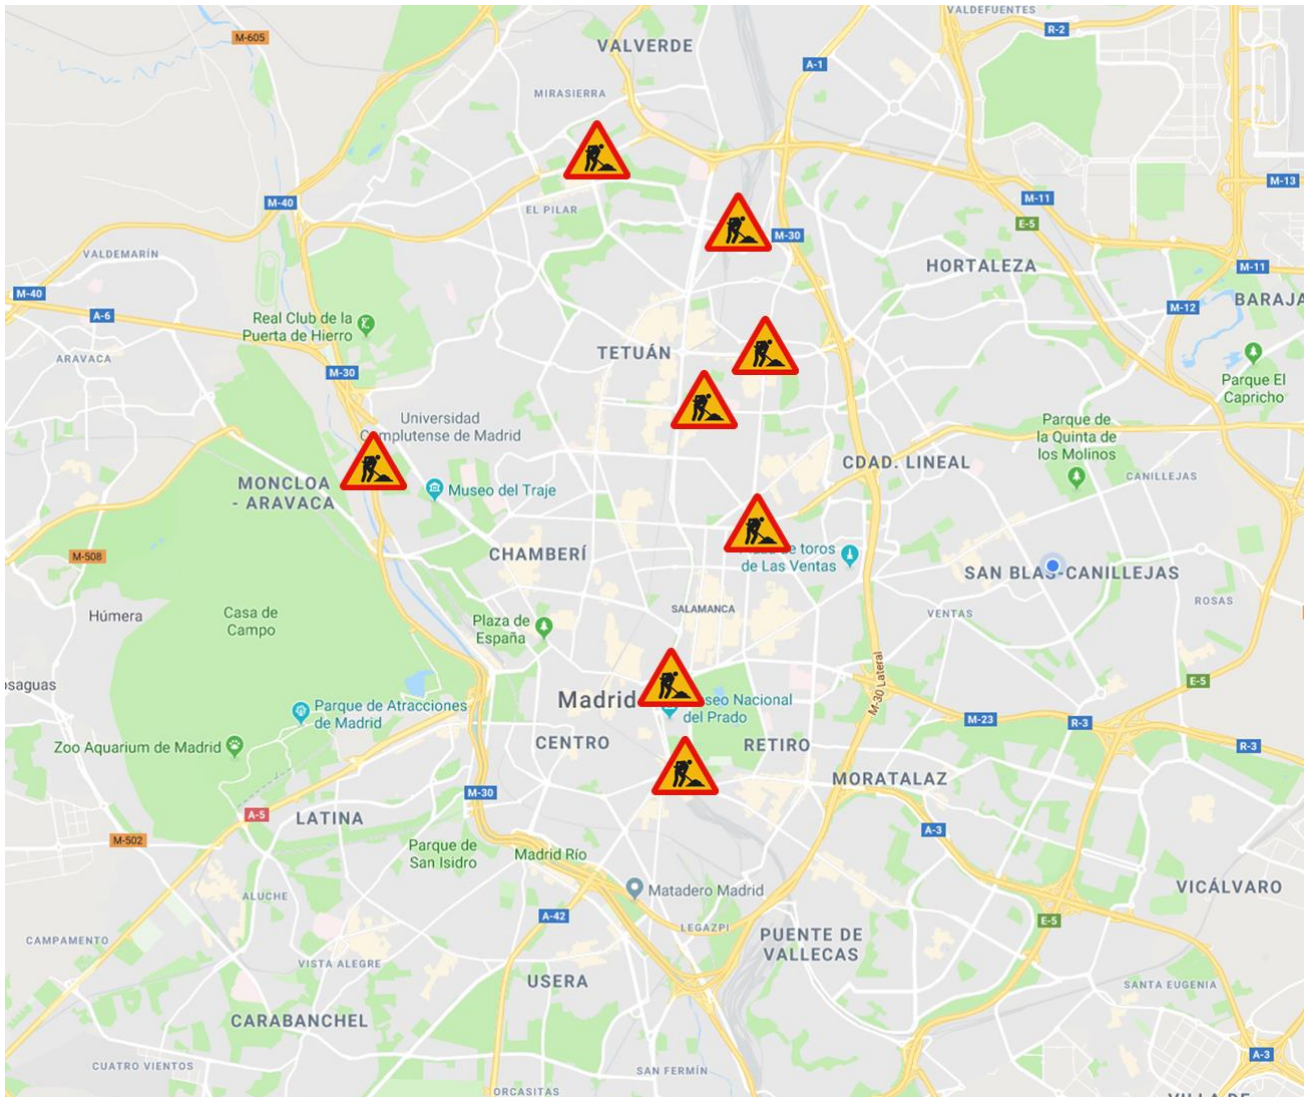 VALDEFUENTES
R-2
M-605
VALVERDE
A-1
MIRASIERRA
M-13
M-40
M-11
EL PILAR
E-5
M-30
VALDEMARÍN
HORTALEZA
M-11
M-40
BARAJA
A-6
M-12
Real Club de la
Puerta de Hierro
TETUÁN
ARAVACA
M-30
Parque El
Capricho
Universidad
Complutense de Madrid
Parque de
la Quinta de
los Molinos
CDAD. LINEAL
CANILLEJAS
MONCLOA
- ARAVACA
Museo del Traje
M-508
CHAMBERÍ
de toros
de Las Ventas
SAN BLAS-CANILLEJAS
ROSAS
Húmera
Casa de
Campo
SALAMANCA
VENTAS
Plaza de
España
osaguas
E-5
M-30 Lateral
Madrid
Museo Nacional
del Prado
Parque de Atracciones
de Madrid
M-23
R-3
Zoo Aquarium de Madrid
CENTRO
RETIRO
R-3
MORATALAZ
M-30
A-5
LATINA
A-3
M-502
Parque de
San Isidro
Madrid Río
Matadero Madrid
VICÁLVARO
ALUCHE
A-42
LEGAZPI
E-5
CAMPAMENTO
PUENTE DE
VALLECAS
VISTA ALEGRE
USERA
SANTA EUGENIA
CARABANCHEL
A-3
CUATRO VIENTOS
SAN FERMÍN
ORCASITAS
VILLA DE